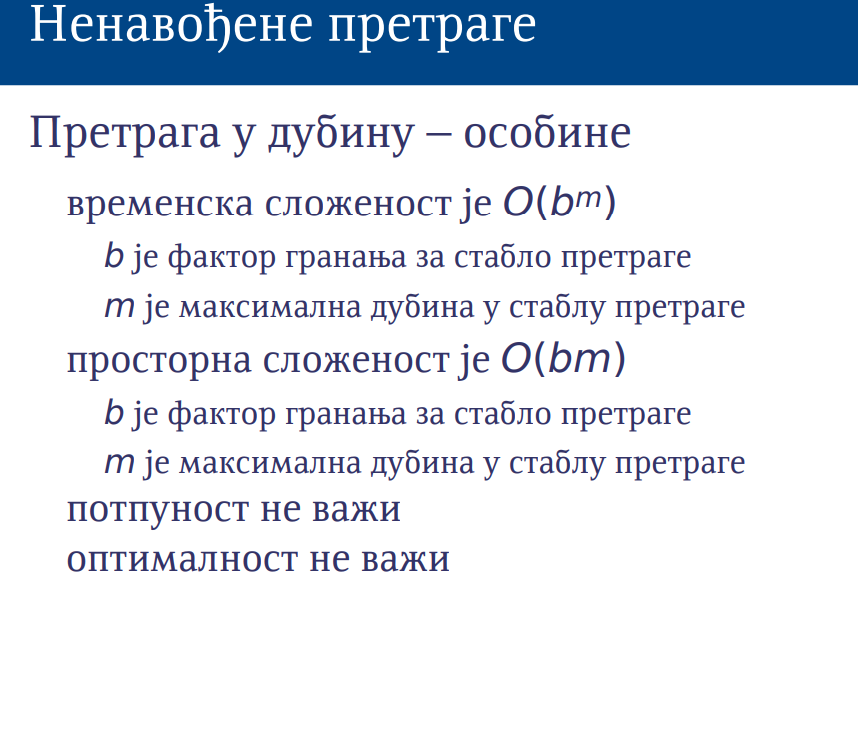 Ненавођене претраге
Претрага у дубину – особине
временска сложеност је O(bᵐ)
b је фактор гранања за стабло претраге
m је максимална дубина у стаблу претраге
просторна сложеност је O(bm)
b је фактор гранања за стабло претраге
m је максимална дубина у стаблу претраге
потпуност не важи
оптималност не важи